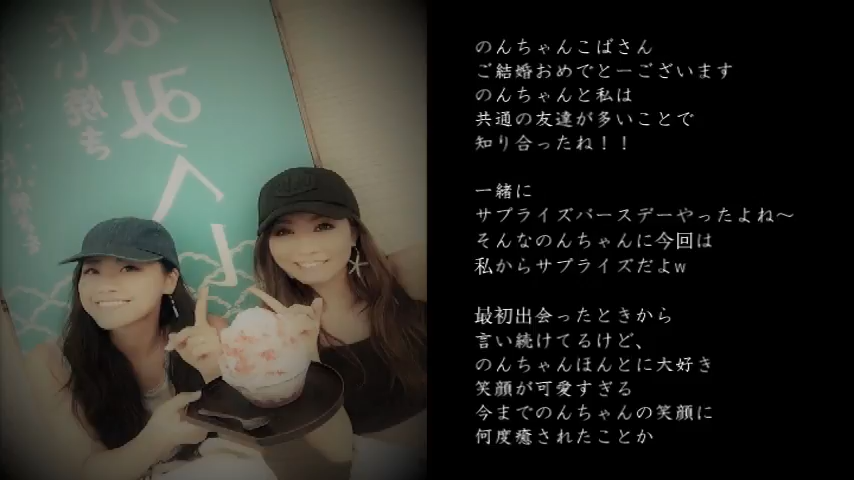 のんちゃんこばさん
ご結婚おめでとーございます
のんちゃんと私は
共通の友達が多いことで
知り合ったね！！
一緒に
サプライズバースデーやったよね～
そんなのんちゃんに今回は
私からサプライズだよw
最初出会ったときから
言い続けてるけど、
のんちゃんほんとに大好き
笑顔が可愛すぎる
今までのんちゃんの笑顔に
何度癒されたことか